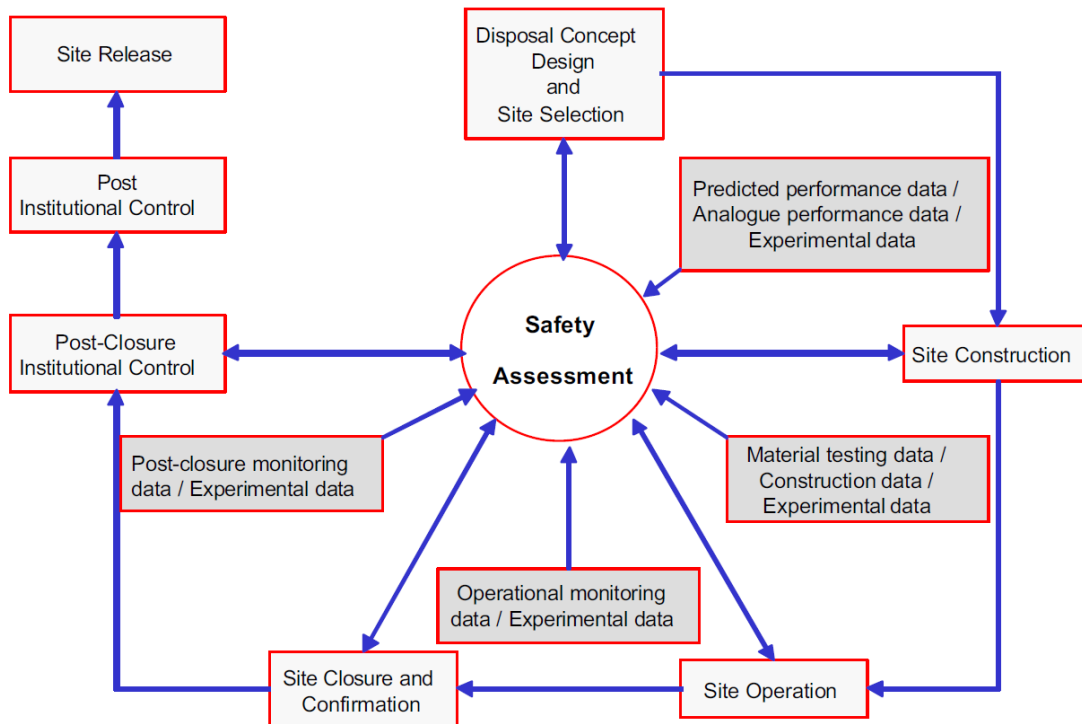 Site Release
Disposal Concept
Design
and
Site Selection
Post
Institutional Control
Predicted performance data /
Analogue performance data /
Experimental data
Safety
Assessment
Post-Closure
Institutional Control
Site Construction
Post-closure monitoring
data / Experimental data
Material testing data /
Construction data /
Experimental data
Operational monitoring
data / Experimental data
Site Closure and
Confirmation
Site Operation